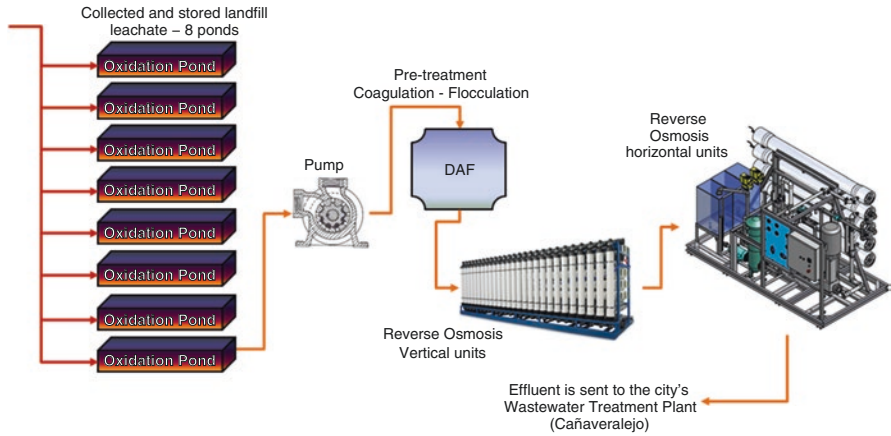 Collected and stored landfill
leachate – 8 ponds
Oxidation Pond
Oxidation Pond
Oxidation Pond
Oxidation Pond
Oxidation Pond
Oxidation Pond
Oxidation Pond
Oxidation Pond
Pump
Pre-treatment
Coagulation - Flocculation
DAF
Reverse Osmosis
Vertical units
Reverse
Osmosis
horizontal units
Effluent is sent to the city’s
Wastewater Treatment Plant
(Cañaveralejo)